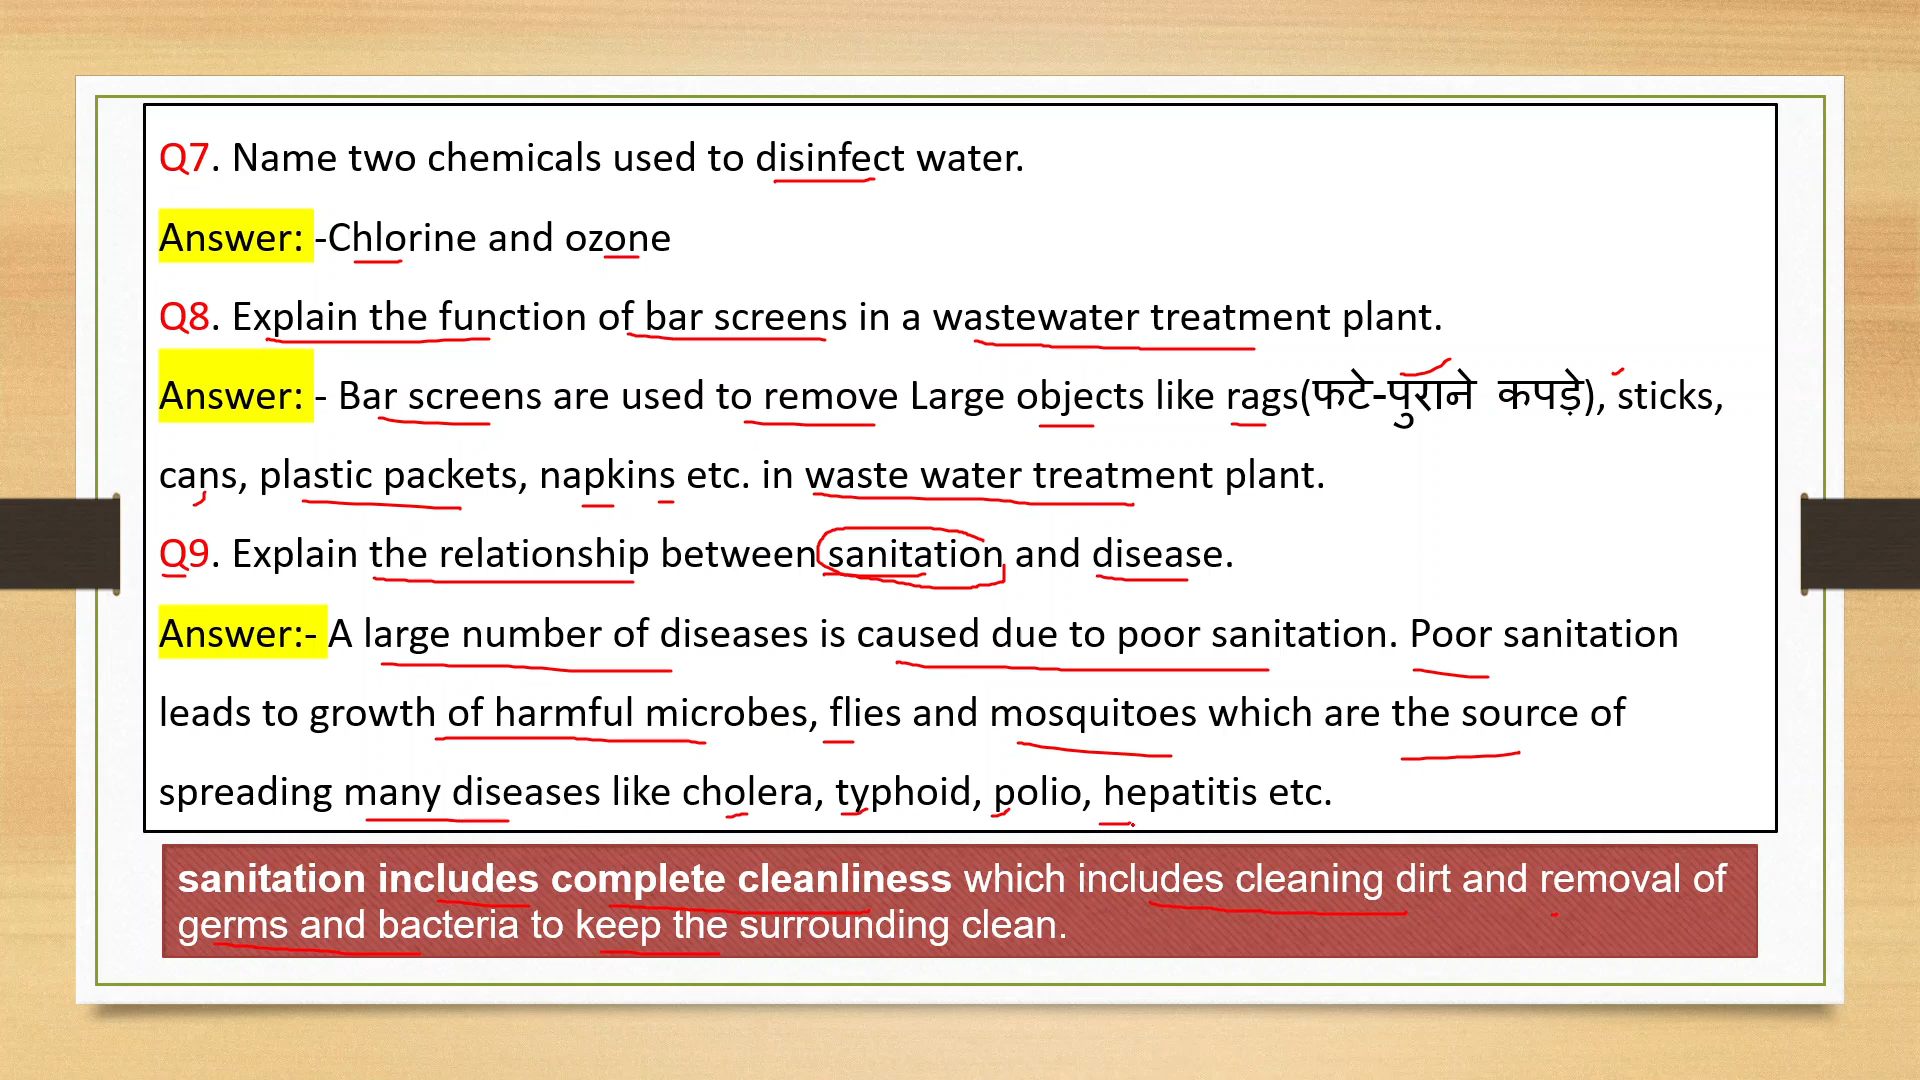 Q7. Name two chemicals used to disinfect water.
Answer: -Chlorine and ozone
Q8. Explain the function of bar screens in a wastewater treatment plant.
Answer: - Bar screens are used to remove Large objects like rags(फटे-पुराने कपड़े), sticks,
cans, plastic packets, napkins etc. in waste water treatment plant.
Q9. Explain the relationship between sanitation and disease.
Answer:- A large number of diseases is caused due to poor sanitation. Poor sanitation
leads to growth of harmful microbes, flies and mosquitoes which are the source of
spreading many diseases like cholera, typhoid, polio, hepatitis etc.
sanitation includes complete cleanliness which includes cleaning dirt and removal of
germs and bacteria to keep the surrounding clean.